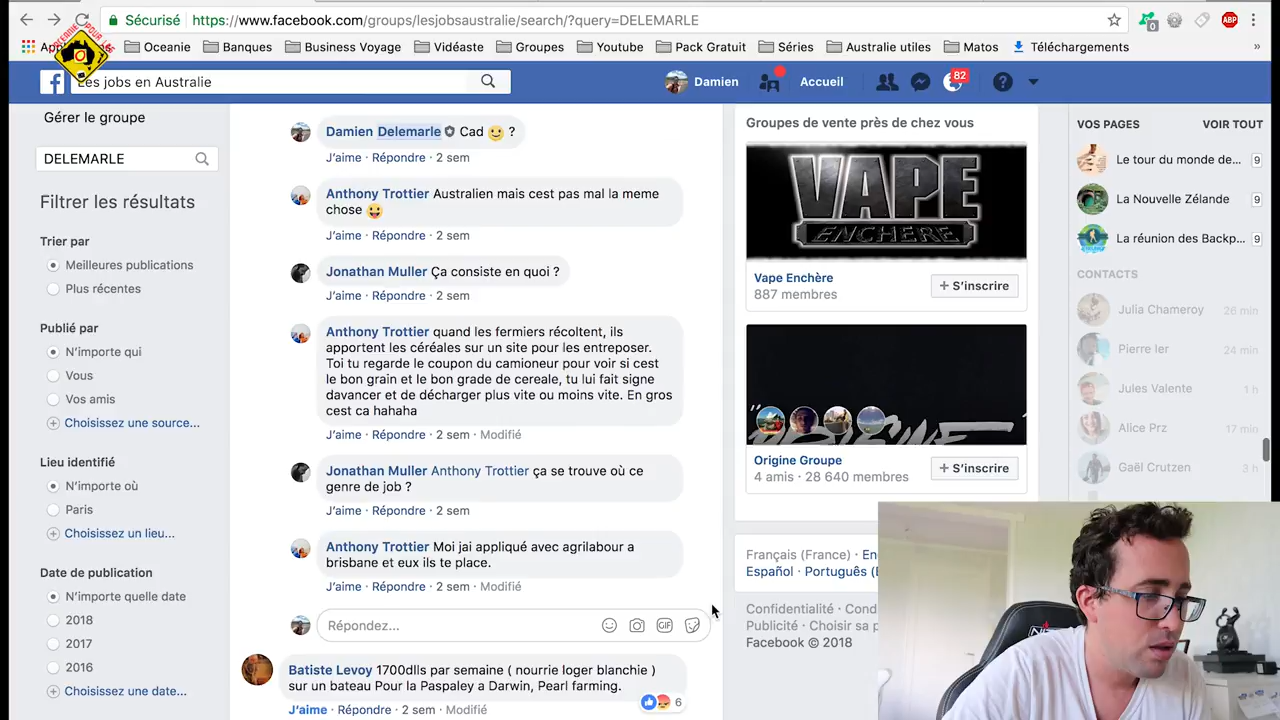 Sécurisé https://www.facebook.com/groups/lesjobsaustralie/search/?query=DELEMARLE
0
ABP
Oceanie Banques Business Voyage Vidéaste Groupes Youtube Pack Gratuit Séries Australie utiles Matos Téléchargements »
Les jobs en Australie
Damien Accueil 82
Gérer le groupe
DELEMARLE
Filtrer les résultats
Trier par
Meilleures publications
Plus récentes
Publié par
N'importe qui
Vous
Vos amis
Choisissez une source...
Lieu identifié
N'importe où
Paris
Choisissez un lieu...
Date de publication
N'importe quelle date
2018
2017
2016
Choisissez une date...
Damien Delemarle Cad ?
J'aime · Répondre · 2 sem
Anthony Trottier Australien mais cest pas mal la meme
chose
J'aime · Répondre · 2 sem
Jonathan Muller Ça consiste en quoi ?
J'aime · Répondre · 2 sem
Anthony Trottier quand les fermiers récoltent, ils
apportent les céréales sur un site pour les entreposer.
Toi tu regarde le coupon du camioneur pour voir si cest
le bon grain et le bon grade de cereale, tu lui fait signe
davancer et de décharger plus vite ou moins vite. En gros
cest ca hahaha
J'aime · Répondre · 2 sem · Modifié
Jonathan Muller Anthony Trottier ça se trouve où ce
genre de job ?
J'aime · Répondre · 2 sem
Anthony Trottier Moi jai appliqué avec agrilabour a
brisbane et eux ils te place.
J'aime · Répondre · 2 sem · Modifié
Répondez... GIF
Batiste Levoy 1700dlls par semaine ( nourrie loger blanchie )
sur un bateau Pour la Paspaley a Darwin, Pearl farming.
6
J'aime · Répondre · 2 sem · Modifié
Groupes de vente près de chez vous
VAPE
ENCHERE
Vape Enchère
887 membres
+ S'inscrire
Origine Groupe
4 amis · 28 640 membres
+ S'inscrire
Français (France) ·
Español · Português
Confidentialité ·
Publicité · Choisir sa
Facebook © 2018
VOS PAGES VOIR TOUT
Le tour du monde de... 9
La Nouvelle Zélande 9
La réunion des Backp... 9
CONTACTS
Julia Chameroy 26 min
Pierre Ier 24 min
Jules Valente 1 h
Alice Prz 17 min
Gaël Crutzen 3 h